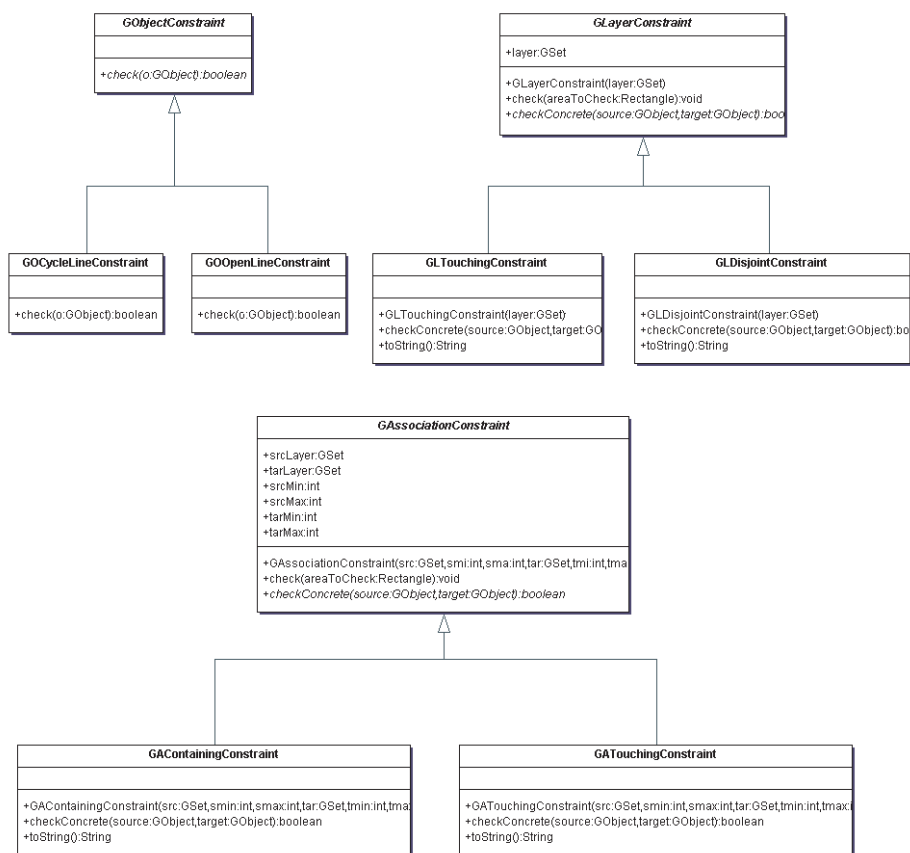 GObjectConstraint
+check(o:GObject):boolean
GLayerConstraint
+layer:GSet
+GLayerConstraint(layer:GSet)
+check(areaToCheck:Rectangle):void
+checkConcrete(source:GObject,target:GObject):boo
GOCycleLineConstraint
+check(o:GObject):boolean
GOOpenLineConstraint
+check(o:GObject):boolean
GLTouchingConstraint
+GLTouchingConstraint(layer:GSet)
+checkConcrete(source:GObject,target:GO
+toString():String
GLDisjointConstraint
+GLDisjointConstraint(layer:GSet)
+checkConcrete(source:GObject,target:GObject):bo
+toString():String
GAssociationConstraint
+srcLayer:GSet
+tarLayer:GSet
+srcMin:int
+srcMax:int
+tarMin:int
+tarMax:int
+GAssociationConstraint(src:GSet,smi:int,sma:int,tar:GSet,tmi:int,tma
+check(areaToCheck:Rectangle):void
+checkConcrete(source:GObject,target:GObject):boolean
GAContainingConstraint
+GAContainingConstraint(src:GSet,smin:int,smax:int,tar:GSet,tmin:int,tma
+checkConcrete(source:GObject,target:GObject):boolean
+toString():String
GATouchingConstraint
+GATouchingConstraint(src:GSet,smin:int,smax:int,tar:GSet,tmin:int,tmax:i
+checkConcrete(source:GObject,target:GObject):boolean
+toString():String